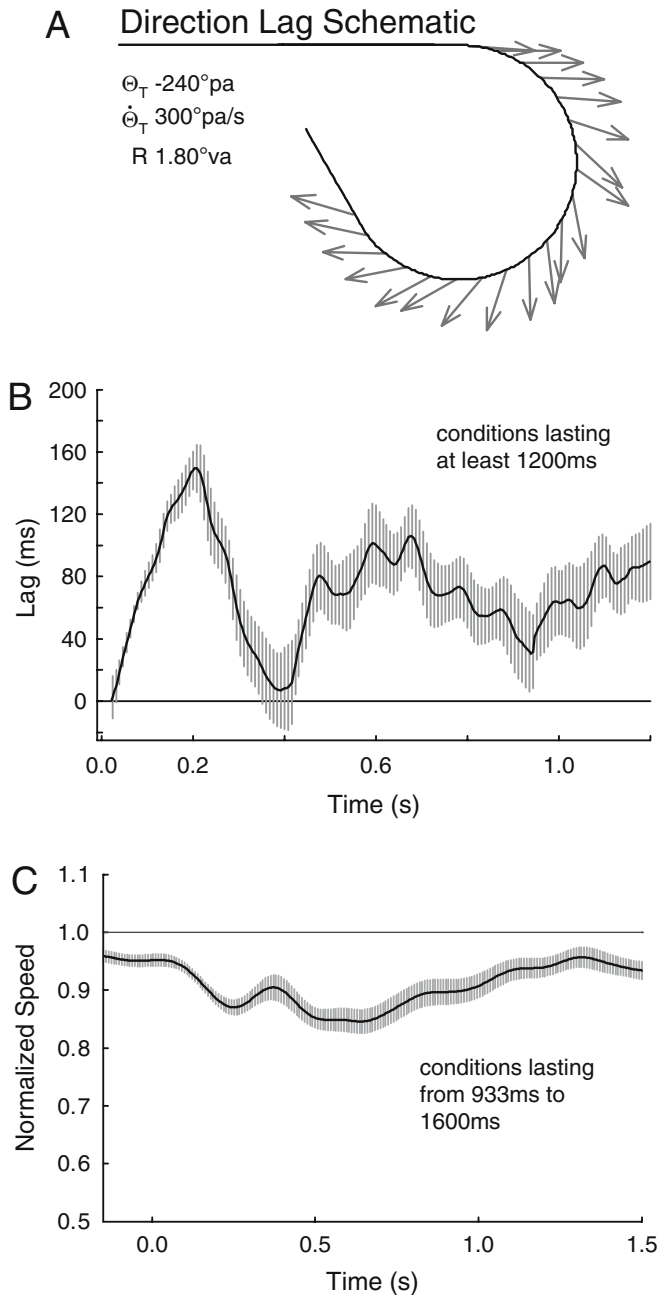 A Direction Lag Schematic
Θ_T -240°pa
Θ̇_T 300°pa/s
R 1.80°va
B
200
160
120
80
40
0
Lag (ms)
conditions lasting
at least 1200ms
0.0 0.2 0.6 1.0
Time (s)
C
1.1
1.0
0.9
0.8
0.7
0.6
0.5
Normalized Speed
conditions lasting
from 933ms to
1600ms
0.0 0.5 1.0 1.5
Time (s)